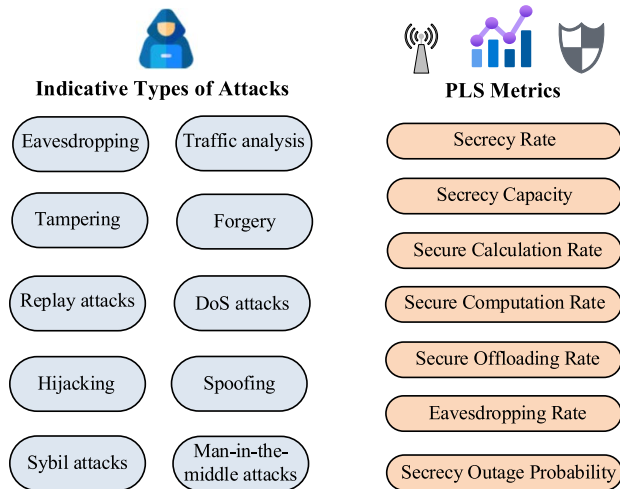 Indicative Types of Attacks
Eavesdropping
Traffic analysis
Tampering
Forgery
Replay attacks
DoS attacks
Hijacking
Spoofing
Sybil attacks
Man-in-the-
middle attacks
PLS Metrics
Secrecy Rate
Secrecy Capacity
Secure Calculation Rate
Secure Computation Rate
Secure Offloading Rate
Eavesdropping Rate
Secrecy Outage Probability